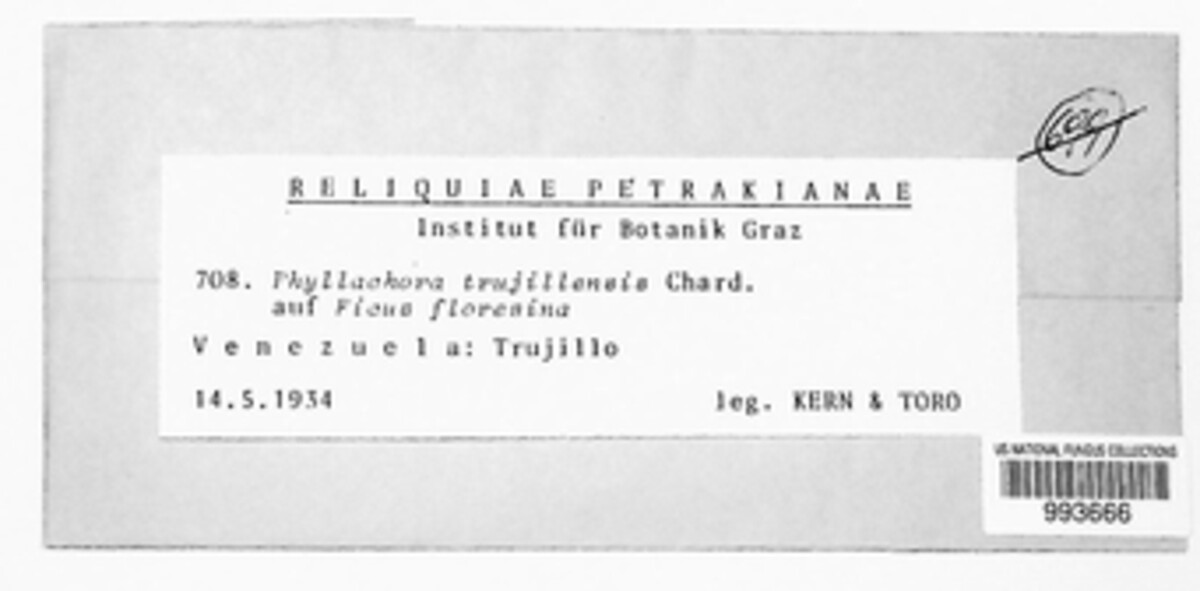 RELIQUIAE PETRAKIANAE
Institut für Botanik Graz
708. Phyllachora trujillensis Chard.
auf Ficus floresina
Venezuela: Trujillo
14.5.1934 leg. KERN & TORO
US NATIONAL FUNGUS COLLECTIONS
993666